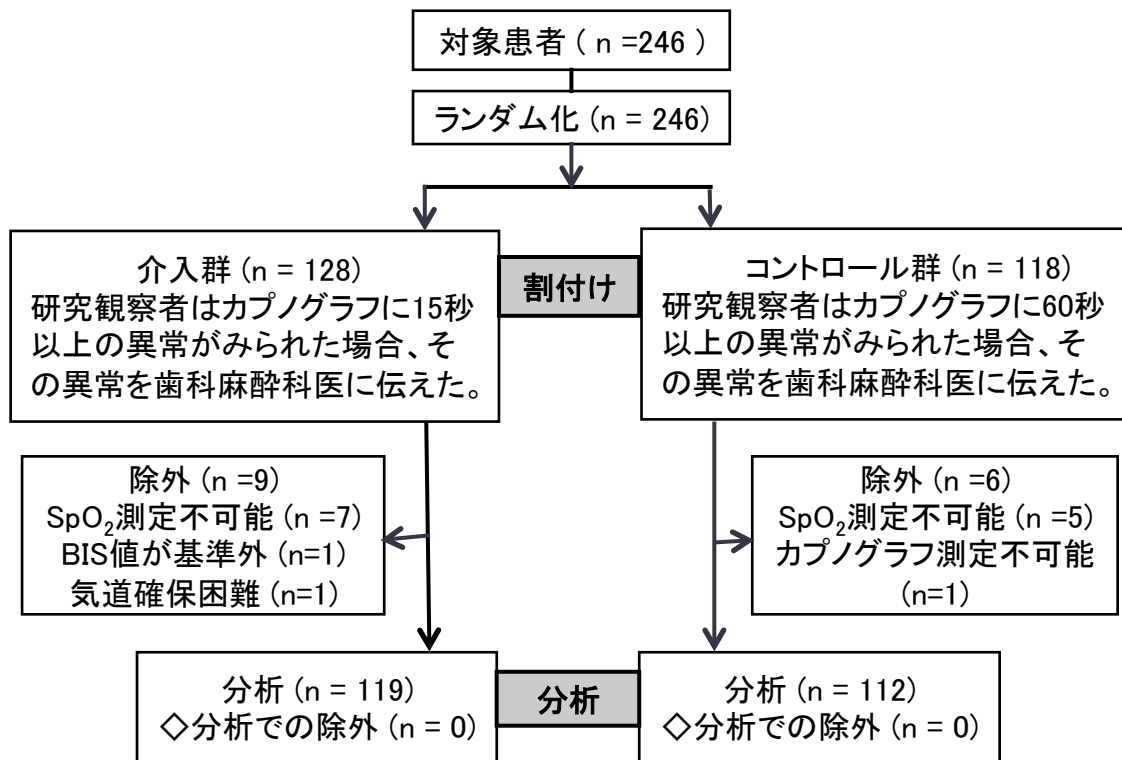 対象患者 ( n =246 )
ランダム化 (n = 246)
介入群 (n = 128)
研究観察者はカプノグラフに15秒
以上の異常がみられた場合、そ
の異常を歯科麻酔科医に伝えた。
割付け
コントロール群 (n = 118)
研究観察者はカプノグラフに60秒
以上の異常がみられた場合、そ
の異常を歯科麻酔科医に伝えた。
除外 (n =9)
SpO₂測定不可能 (n =7)
BIS値が基準外 (n=1)
気道確保困難 (n=1)
除外 (n =6)
SpO₂測定不可能 (n =5)
カプノグラフ測定不可能
(n=1)
分析 (n = 119)
◇分析での除外 (n = 0)
分析
分析 (n = 112)
◇分析での除外 (n = 0)